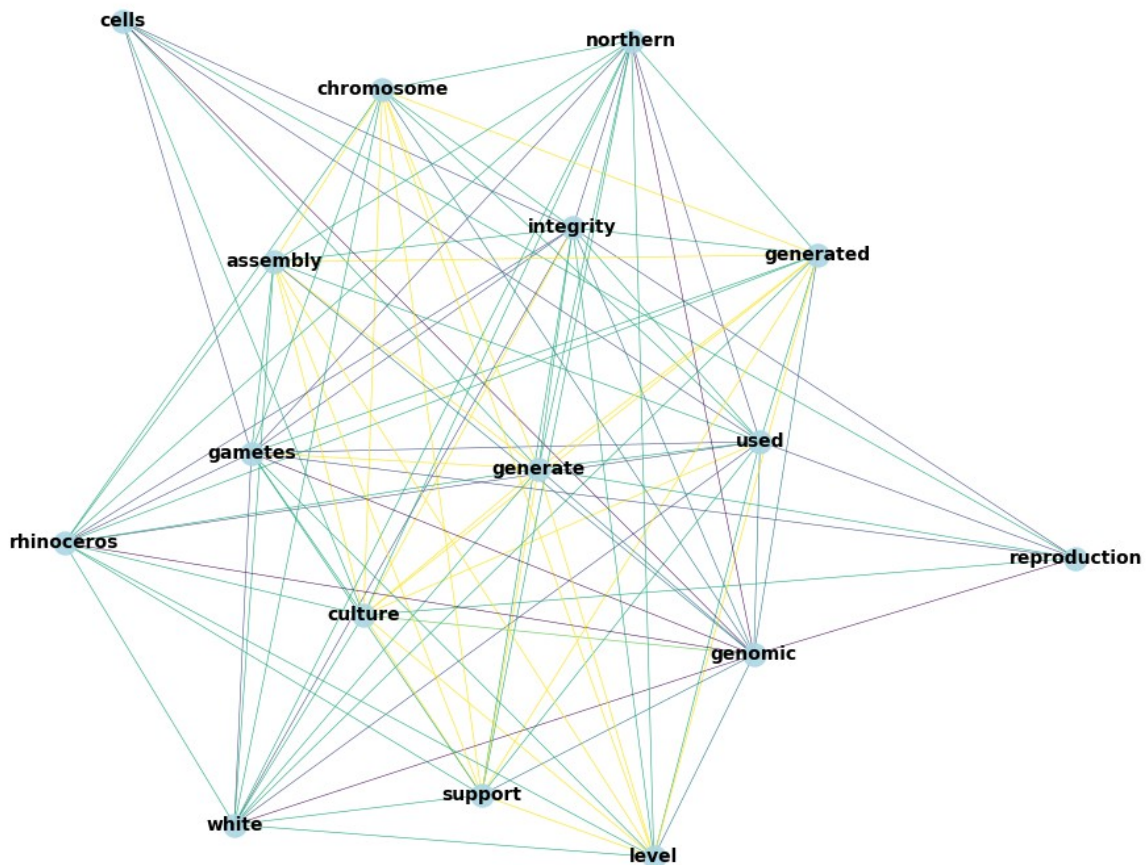 cells
northern
chromosome
integrity
generated
assembly
used
gametes
generate
rhinoceros
reproduction
culture
genomic
support
white
level